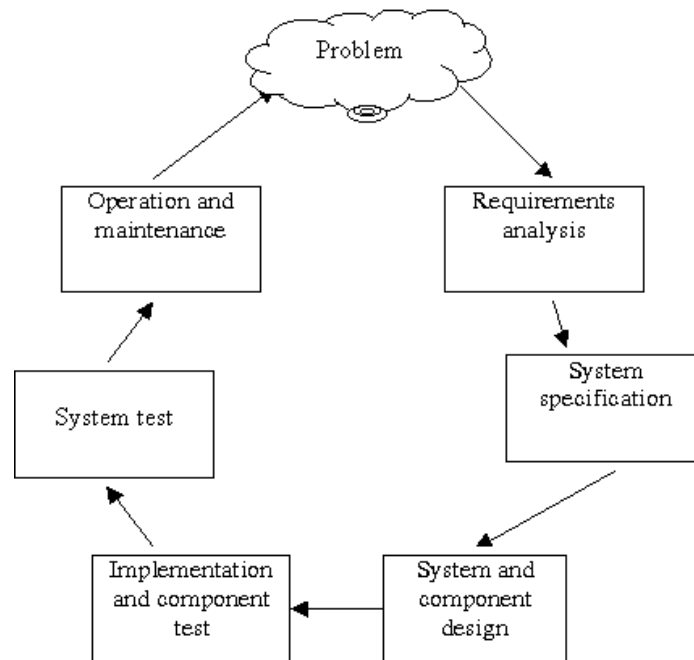 Problem
Operation and
maintenance
Requirements
analysis
System
specification
System test
Implementation
and component
test
System and
component
design